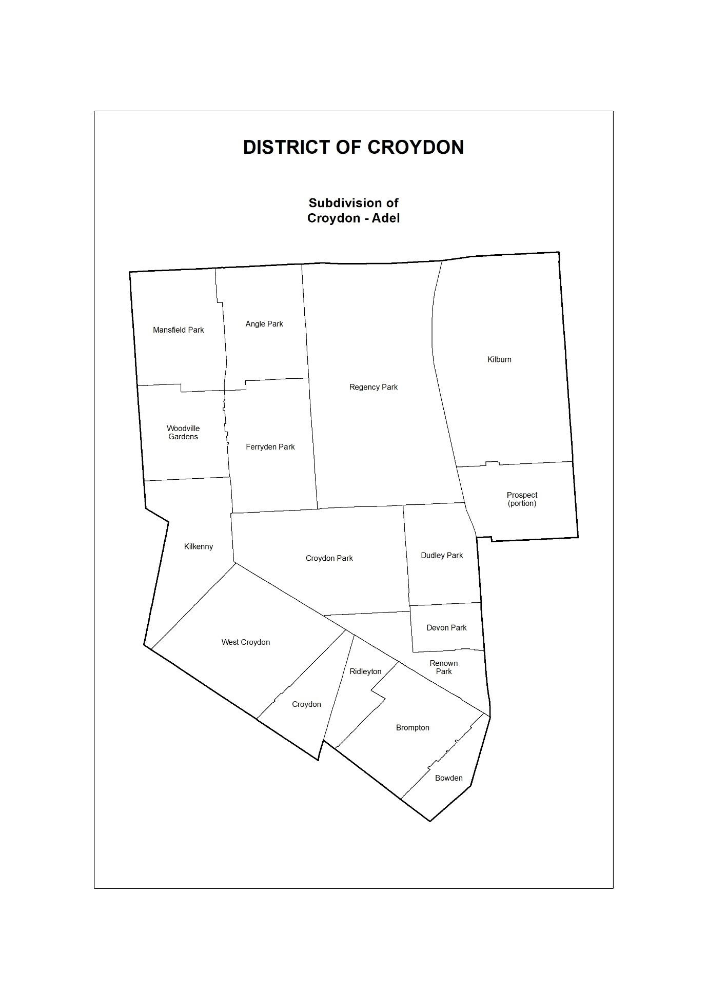 DISTRICT OF CROYDON
Subdivision of
Croydon - Adel
Mansfield Park
Angle Park
Kilburn
Regency Park
Woodville
Gardens
Ferryden Park
Prospect
(portion)
Kilkenny
Croydon Park
Dudley Park
Devon Park
West Croydon
Renown
Park
Ridleyton
Croydon
Brompton
Bowden